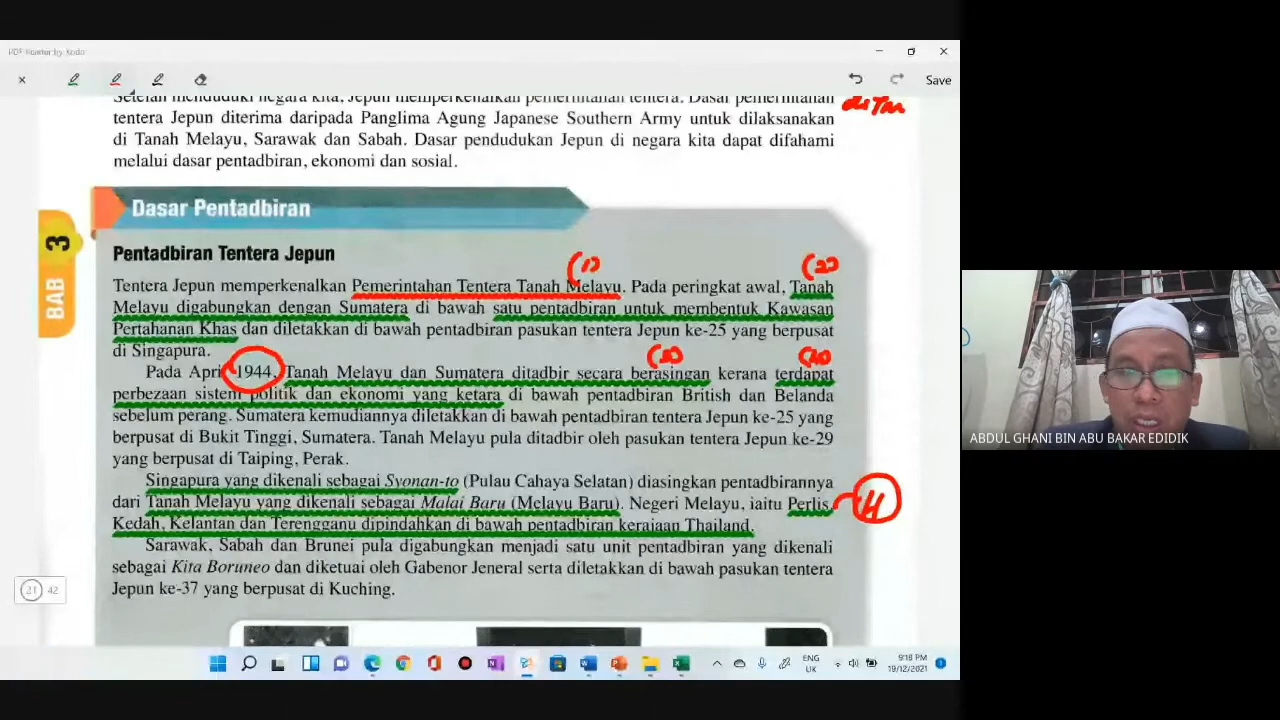 PDF Reader by Xodo
Save
Setelah menduduki negara kita, Jepun memperkenalkan pemerintahan tentera. Dasar pemerintahan
tentera Jepun diterima daripada Panglima Agung Japanese Southern Army untuk dilaksanakan
di Tanah Melayu, Sarawak dan Sabah. Dasar pendudukan Jepun di negara kita dapat difahami
melalui dasar pentadbiran, ekonomi dan sosial.
BAB 3
Dasar Pentadbiran
Pentadbiran Tentera Jepun
(1)
(2)
Tentera Jepun memperkenalkan Pemerintahan Tentera Tanah Melayu. Pada peringkat awal, Tanah
Melayu digabungkan dengan Sumatera di bawah satu pentadbiran untuk membentuk Kawasan
Pertahanan Khas dan diletakkan di bawah pentadbiran pasukan tentera Jepun ke-25 yang berpusat
di Singapura.
Pada April 1944, Tanah Melayu dan Sumatera ditadbir secara berasingan kerana terdapat
perbezaan sistem politik dan ekonomi yang ketara di bawah pentadbiran British dan Belanda
sebelum perang. Sumatera kemudiannya diletakkan di bawah pentadbiran tentera Jepun ke-25 yang
berpusat di Bukit Tinggi, Sumatera. Tanah Melayu pula ditadbir oleh pasukan tentera Jepun ke-29
yang berpusat di Taiping, Perak.
Singapura yang dikenali sebagai Syonan-to (Pulau Cahaya Selatan) diasingkan pentadbirannya
dari Tanah Melayu yang dikenali sebagai Malai Baru (Melayu Baru). Negeri Melayu, iaitu Perlis,
Kedah, Kelantan dan Terengganu dipindahkan di bawah pentadbiran kerajaan Thailand.
Sarawak, Sabah dan Brunei pula digabungkan menjadi satu unit pentadbiran yang dikenali
sebagai Kita Boruneo dan diketuai oleh Gabenor Jeneral serta diletakkan di bawah pasukan tentera
Jepun ke-37 yang berpusat di Kuching.
H
21 42
ENG
UK
9:18 PM
19/12/2021
ABDUL GHANI BIN ABU BAKAR EDIDIK